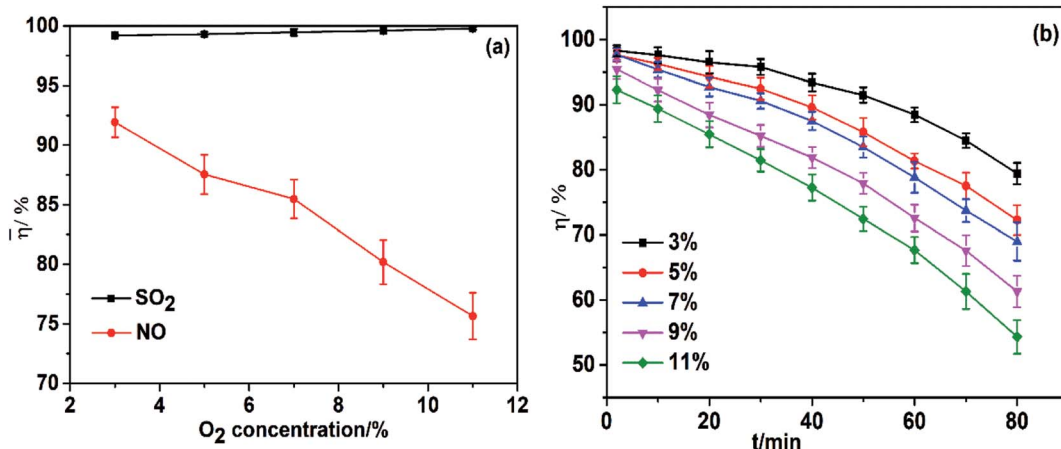 100
95
90
85
80
75
70
2 4 6 8 10 12
η̅/ %
O₂ concentration/%
(a)
SO₂
NO
100
90
80
70
60
50
0 20 40 60 80
η/ %
t/min
(b)
3%
5%
7%
9%
11%